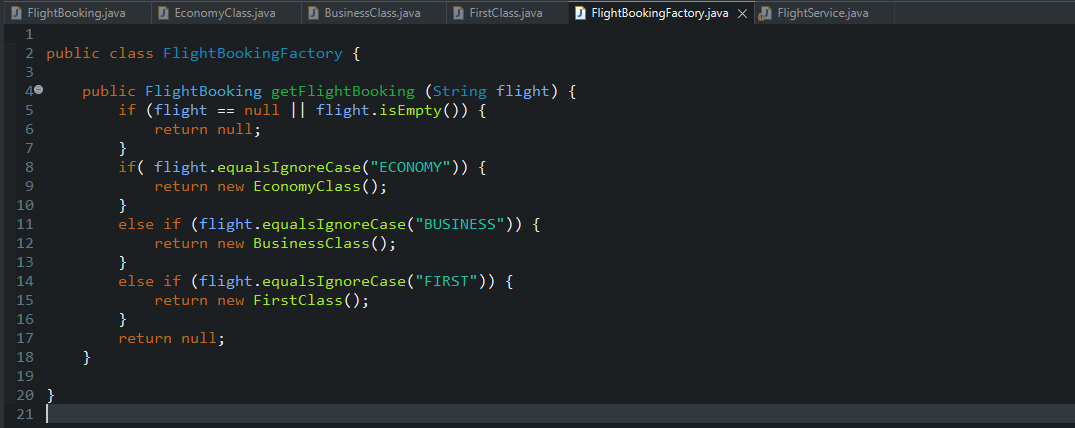 FlightBooking.java EconomyClass.java BusinessClass.java FirstClass.java FlightBookingFactory.java FlightService.java
1
2 public class FlightBookingFactory {
3
4 public FlightBooking getFlightBooking (String flight) {
5 if (flight == null || flight.isEmpty()) {
6 return null;
7 }
8 if( flight.equalsIgnoreCase("ECONOMY")) {
9 return new EconomyClass();
10 }
11 else if (flight.equalsIgnoreCase("BUSINESS")) {
12 return new BusinessClass();
13 }
14 else if (flight.equalsIgnoreCase("FIRST")) {
15 return new FirstClass();
16 }
17 return null;
18 }
19
20 }
21